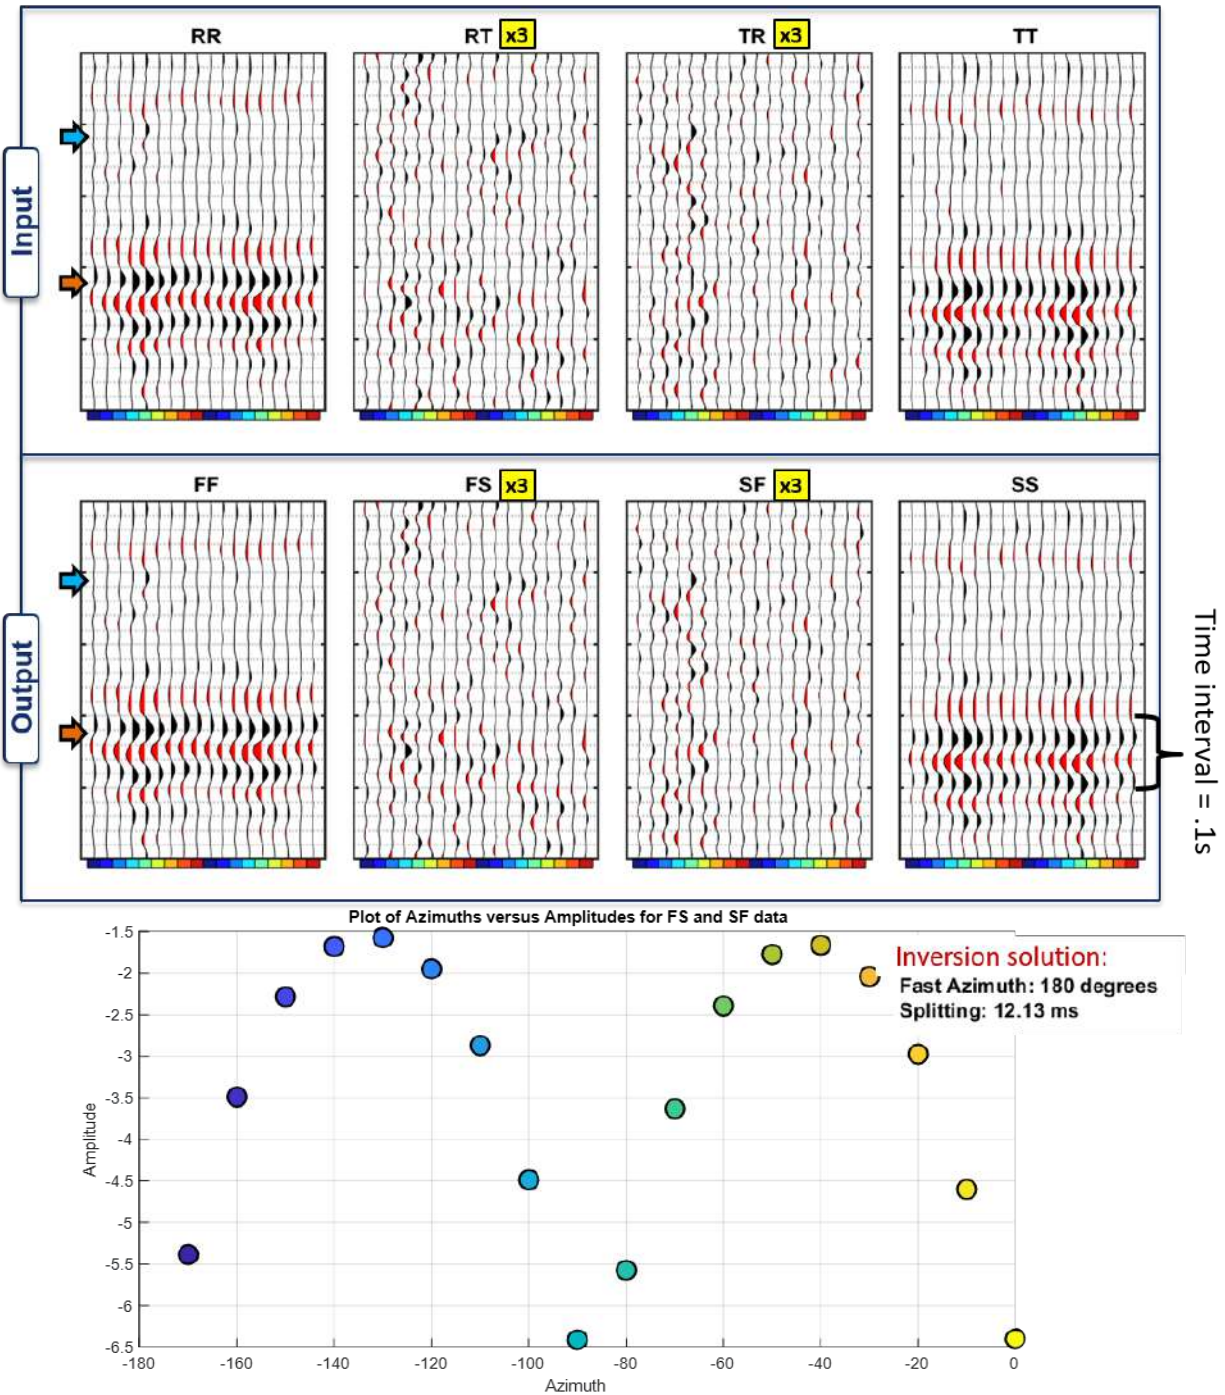 RR
RT x3
TR x3
TT
Input
FF
FS x3
SF x3
SS
Output
Time interval = .1s
Plot of Azimuths versus Amplitudes for FS and SF data
Inversion solution:
Fast Azimuth: 180 degrees
Splitting: 12.13 ms
Amplitude
-1.5
-2
-2.5
-3
-3.5
-4
-4.5
-5
-5.5
-6
-6.5
-180 -160 -140 -120 -100 -80 -60 -40 -20 0
Azimuth